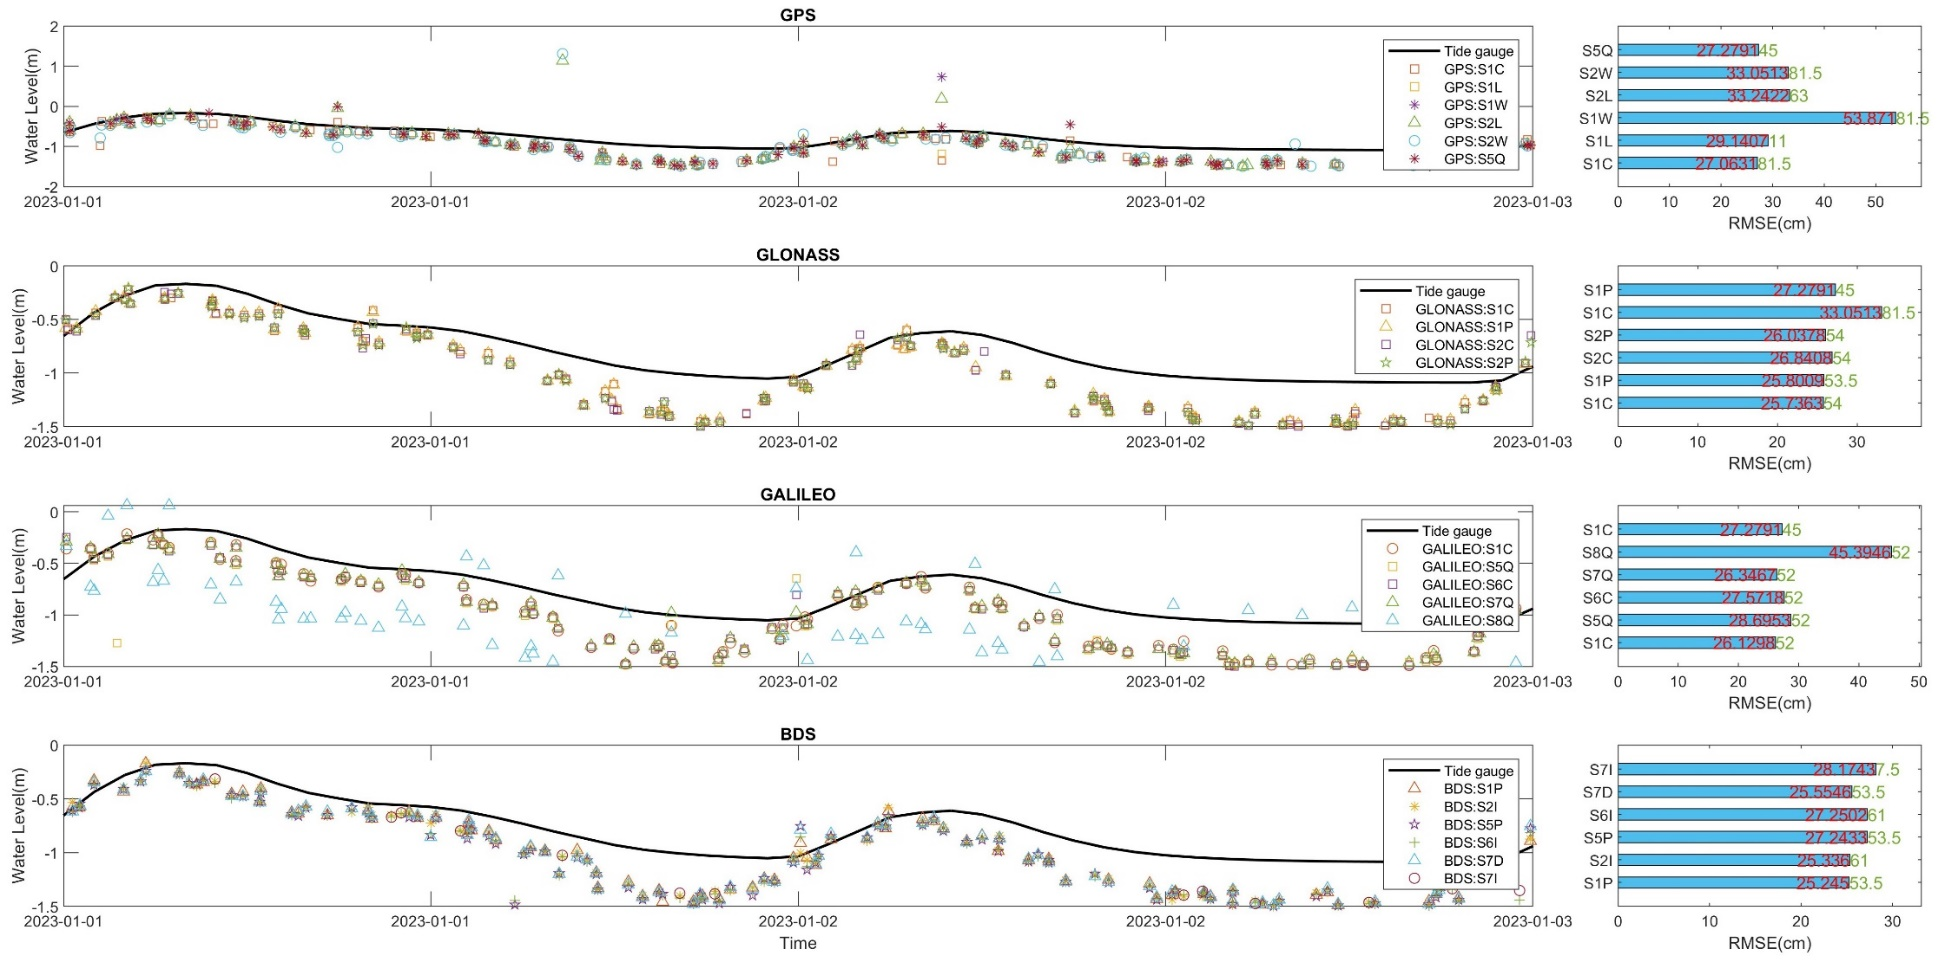 GPS
Water Level(m)
2
1
0
-1
-2
2023-01-01
2023-01-01
2023-01-02
2023-01-02
2023-01-03
Tide gauge
GPS:S1C
GPS:S1L
GPS:S1W
GPS:S2L
GPS:S2W
GPS:S5Q
S5Q 27.2791 45
S2W 33.0513 81.5
S2L 33.2422 63
S1W 53.871 81.5
S1L 29.1407 11
S1C 27.0631 81.5
0 10 20 30 40 50
RMSE(cm)
GLONASS
Water Level(m)
0
-0.5
-1
-1.5
2023-01-01
2023-01-01
2023-01-02
2023-01-02
2023-01-03
Tide gauge
GLONASS:S1C
GLONASS:S1P
GLONASS:S2C
GLONASS:S2P
S1P 27.2791 45
S1C 33.0513 81.5
S2P 26.0378 54
S2C 26.8408 54
S1P 25.8009 53.5
S1C 25.7363 54
0 10 20 30
RMSE(cm)
GALILEO
Water Level(m)
0
-0.5
-1
-1.5
2023-01-01
2023-01-01
2023-01-02
2023-01-02
2023-01-03
Tide gauge
GALILEO:S1C
GALILEO:S5Q
GALILEO:S6C
GALILEO:S7Q
GALILEO:S8Q
S1C 27.2791 45
S8Q 45.3946 52
S7Q 26.3467 52
S6C 27.5718 52
S5Q 28.6953 52
S1C 26.1298 52
0 10 20 30 40 50
RMSE(cm)
BDS
Water Level(m)
0
-0.5
-1
-1.5
2023-01-01
2023-01-01
2023-01-02
2023-01-02
2023-01-03
Time
Tide gauge
BDS:S1P
BDS:S2I
BDS:S5P
BDS:S6I
BDS:S7D
BDS:S7I
S7I 28.1743 7.5
S7D 25.5546 53.5
S6I 27.2502 61
S5P 27.2433 53.5
S2I 25.336 61
S1P 25.245 53.5
0 10 20 30
RMSE(cm)